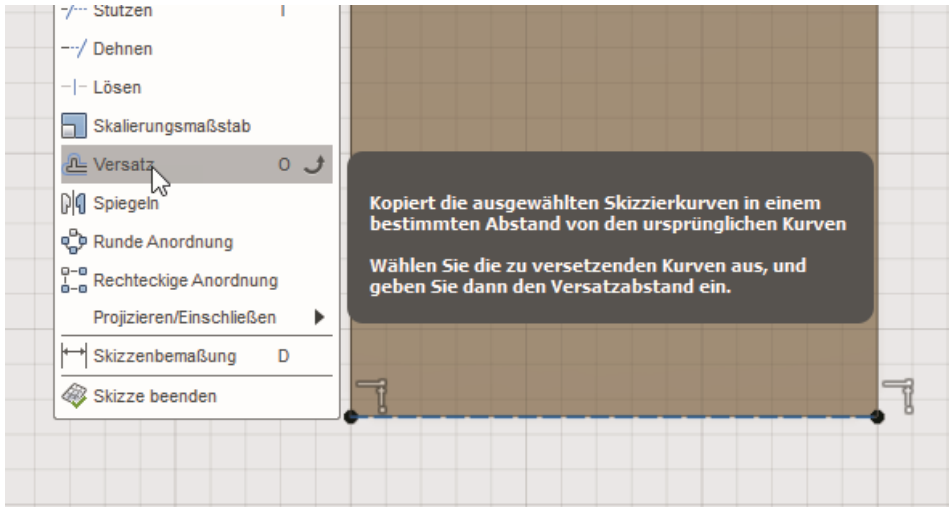 Stutzen T
Dehnen
Lösen
Skalierungsmaßstab
Versatz O
Spiegeln
Runde Anordnung
Rechteckige Anordnung
Projizieren/Einschließen
Skizzenbemaßung D
Skizze beenden
Kopiert die ausgewählten Skizzierkurven in einem
bestimmten Abstand von den ursprünglichen Kurven
Wählen Sie die zu versetzenden Kurven aus, und
geben Sie dann den Versatzabstand ein.